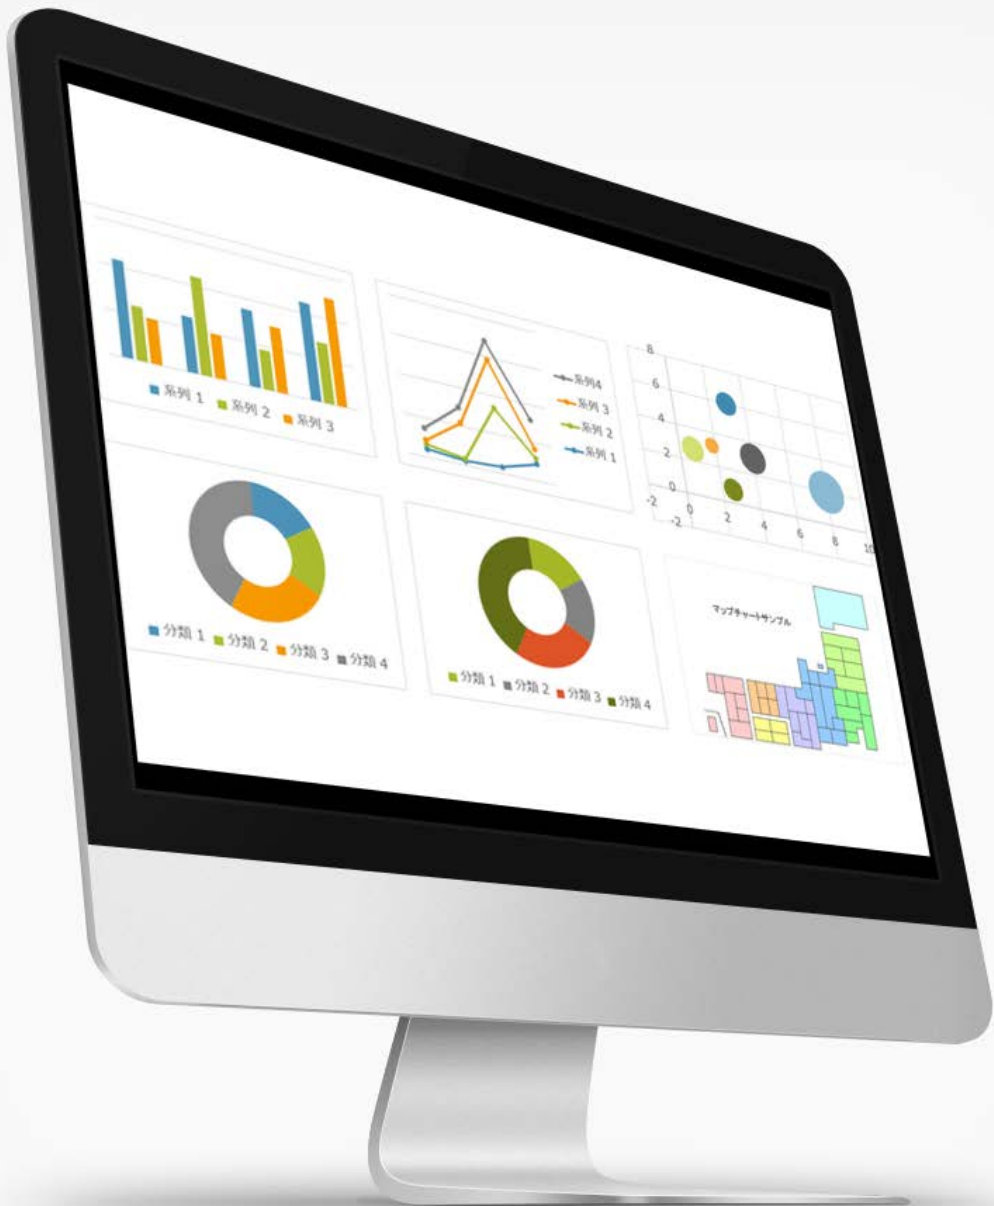 系列 1 系列 2 系列 3
系列4
系列 3
系列 2
系列 1
8
6
4
2
0
-2
-2 0 2 4 6 8 10
分類 1 分類 2 分類 3 分類 4
分類 1 分類 2 分類 3 分類 4
マップチャートサンプル